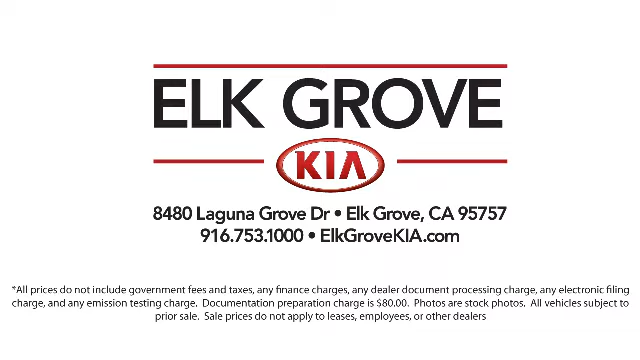 ELK GROVE
KIA
8480 Laguna Grove Dr • Elk Grove, CA 95757
916.753.1000 • ElkGroveKIA.com
*All prices do not include government fees and taxes, any finance charges, any dealer document processing charge, any electronic filing
charge, and any emission testing charge. Documentation preparation charge is $80.00. Photos are stock photos. All vehicles subject to
prior sale. Sale prices do not apply to leases, employees, or other dealers